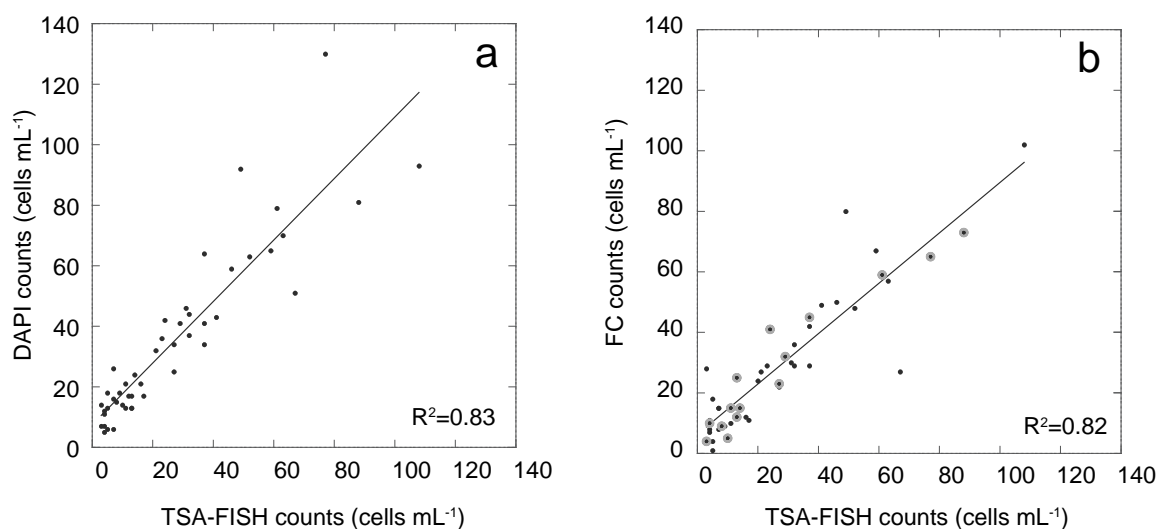 a
DAPI counts (cells mL⁻¹)
140
120
100
80
60
40
20
0
0 20 40 60 80 100 120 140
TSA-FISH counts (cells mL⁻¹)
R²=0.83
b
FC counts (cells mL⁻¹)
140
120
100
80
60
40
20
0
0 20 40 60 80 100 120 140
TSA-FISH counts (cells mL⁻¹)
R²=0.82